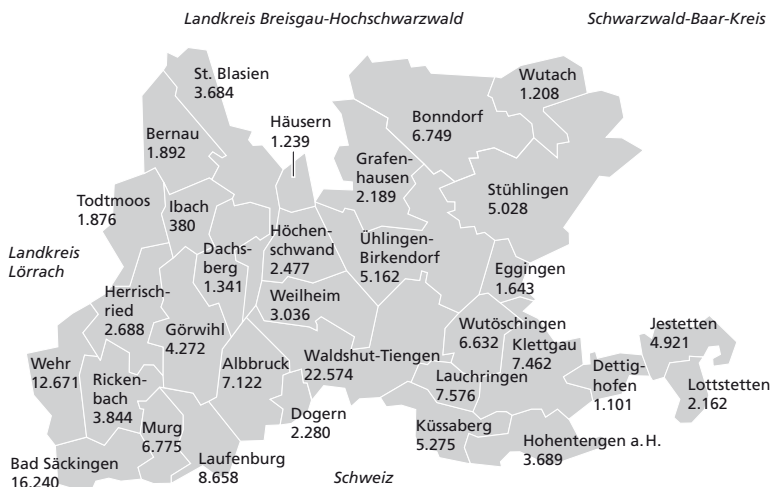 Landkreis Breisgau-Hochschwarzwald
Schwarzwald-Baar-Kreis
St. Blasien
3.684
Wutach
1.208
Häusern
1.239
Bonndorf
6.749
Bernau
1.892
Grafen-
hausen
2.189
Stühlingen
5.028
Todtmoos
1.876
Ibach
380
Landkreis
Lörrach
Dachs-
berg
1.341
Höchen-
schwand
2.477
Ühlingen-
Birkendorf
5.162
Eggingen
1.643
Herrisch-
ried
2.688
Weilheim
3.036
Görwihl
4.272
Wutöschingen
6.632
Klettgau
7.462
Jestetten
4.921
Wehr
12.671
Ricken-
bach
3.844
Albbruck
7.122
Waldshut-Tiengen
22.574
Lauchringen
7.576
Dettig-
hofen
1.101
Lottstetten
2.162
Murg
6.775
Dogern
2.280
Küssaberg
5.275
Hohentengen a.H.
3.689
Bad Säckingen
16.240
Laufenburg
8.658
Schweiz